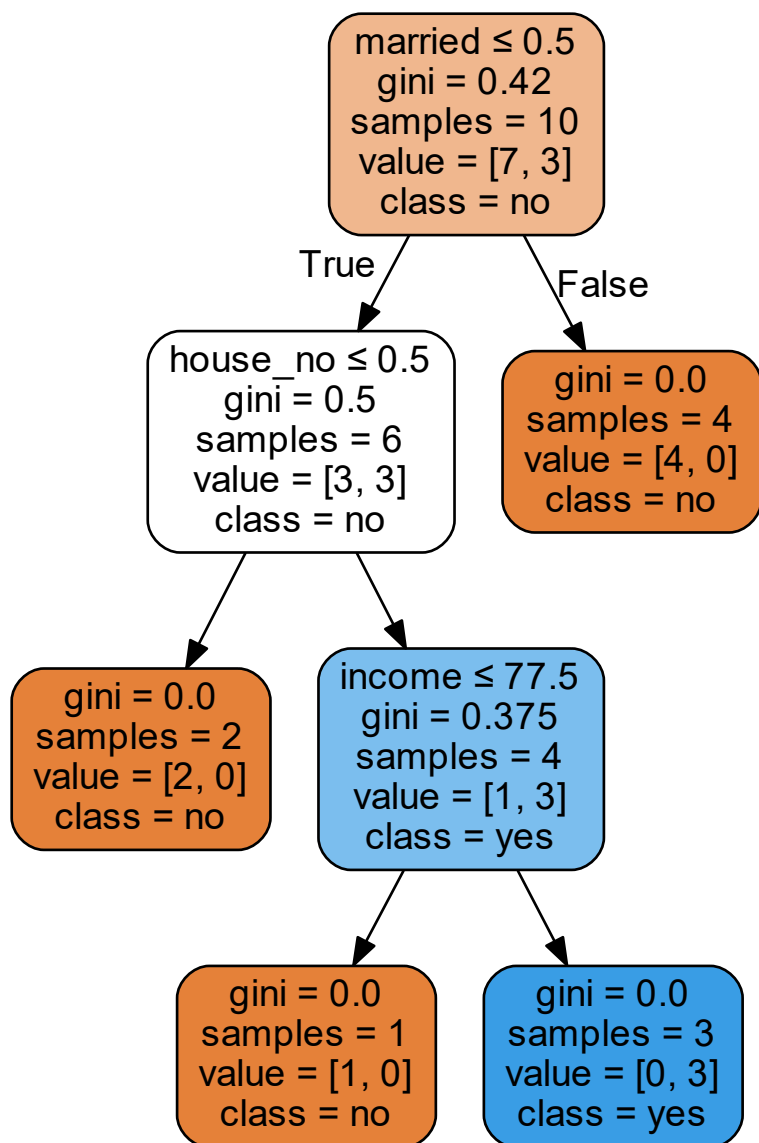 married ≤ 0.5
gini = 0.42
samples = 10
value = [7, 3]
class = no
True
False
house_no ≤ 0.5
gini = 0.5
samples = 6
value = [3, 3]
class = no
gini = 0.0
samples = 4
value = [4, 0]
class = no
gini = 0.0
samples = 2
value = [2, 0]
class = no
income ≤ 77.5
gini = 0.375
samples = 4
value = [1, 3]
class = yes
gini = 0.0
samples = 1
value = [1, 0]
class = no
gini = 0.0
samples = 3
value = [0, 3]
class = yes